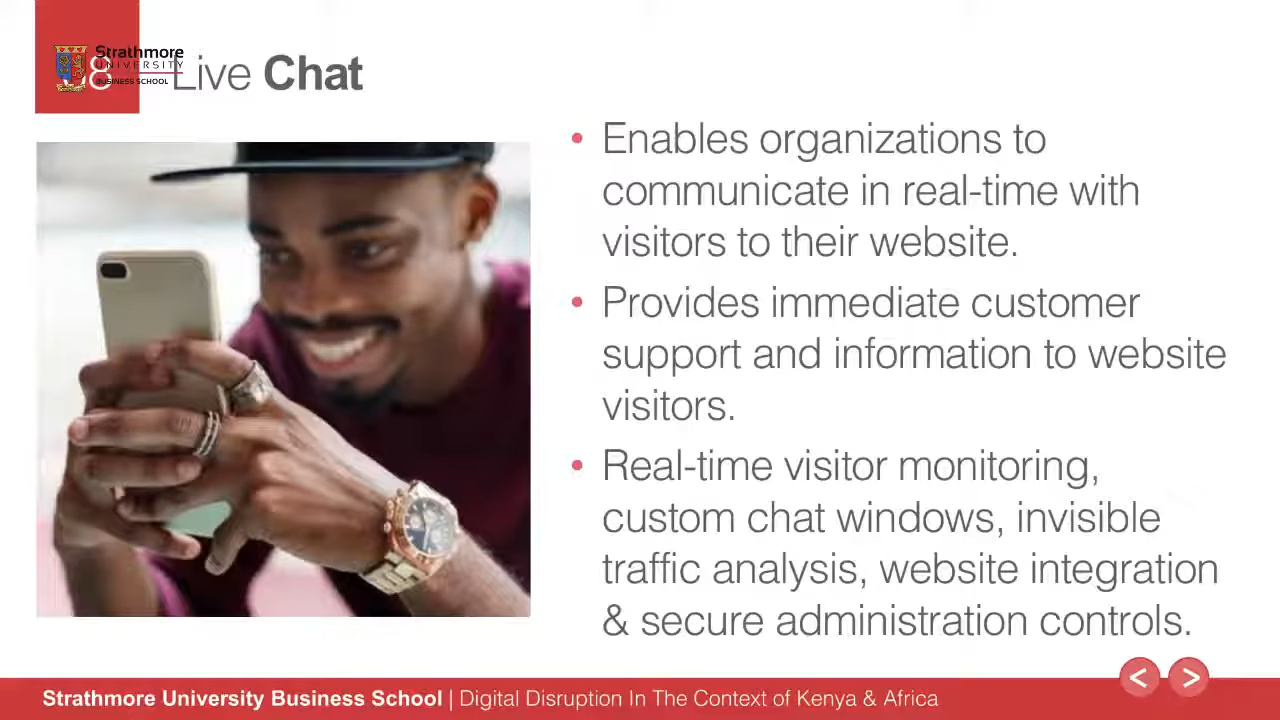 Strathmore
UNIVERSITY
BUSINESS SCHOOL
8
Live Chat
• Enables organizations to
communicate in real-time with
visitors to their website.
• Provides immediate customer
support and information to website
visitors.
• Real-time visitor monitoring,
custom chat windows, invisible
traffic analysis, website integration
& secure administration controls.
Strathmore University Business School | Digital Disruption In The Context of Kenya & Africa